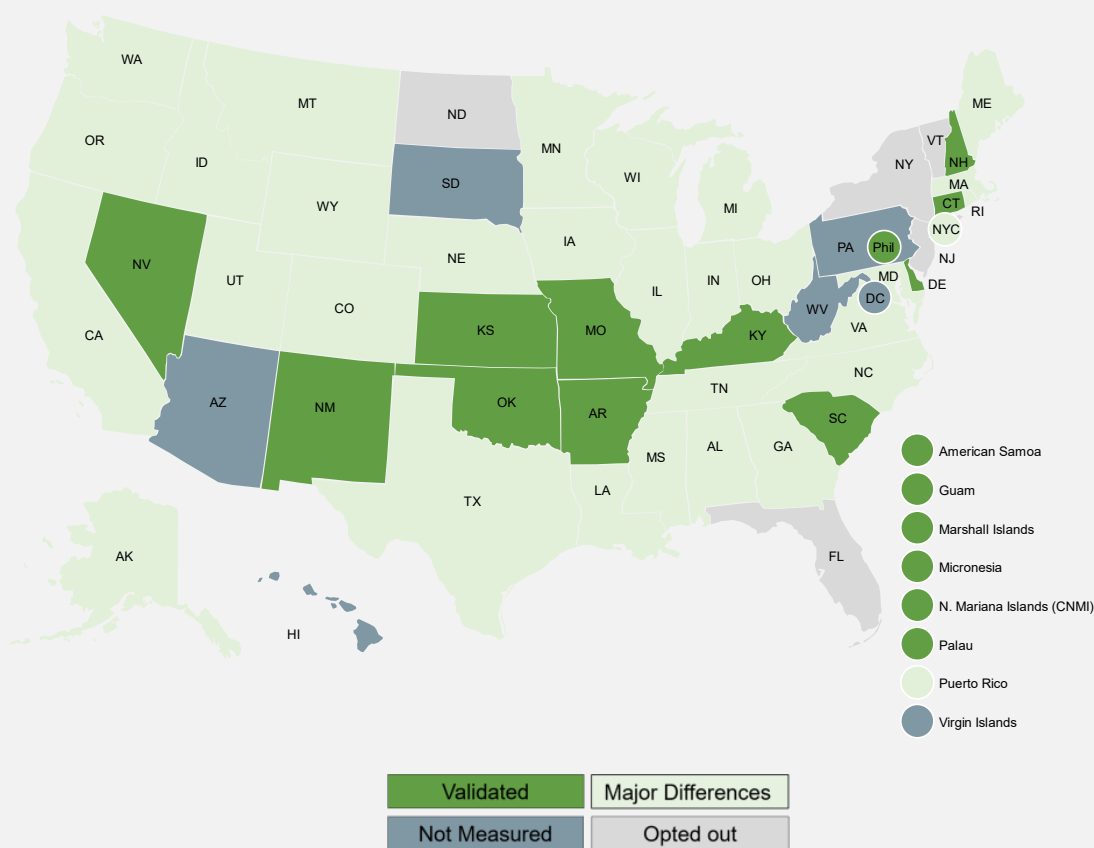 WA
MT
ND
ME
OR
ID
MN
VT
NH
NY
SD
WI
MA
WY
MI
CT
RI
NYC
IA
NV
NE
PA
Phil
NJ
UT
IN
OH
MD
DE
IL
DC
CO
WV
CA
KS
MO
KY
VA
NC
TN
AZ
NM
OK
AR
SC
MS
AL
GA
American Samoa
LA
Guam
TX
Marshall Islands
AK
FL
Micronesia
N. Mariana Islands (CNMI)
HI
Palau
Puerto Rico
Virgin Islands
Validated
Major Differences
Not Measured
Opted out